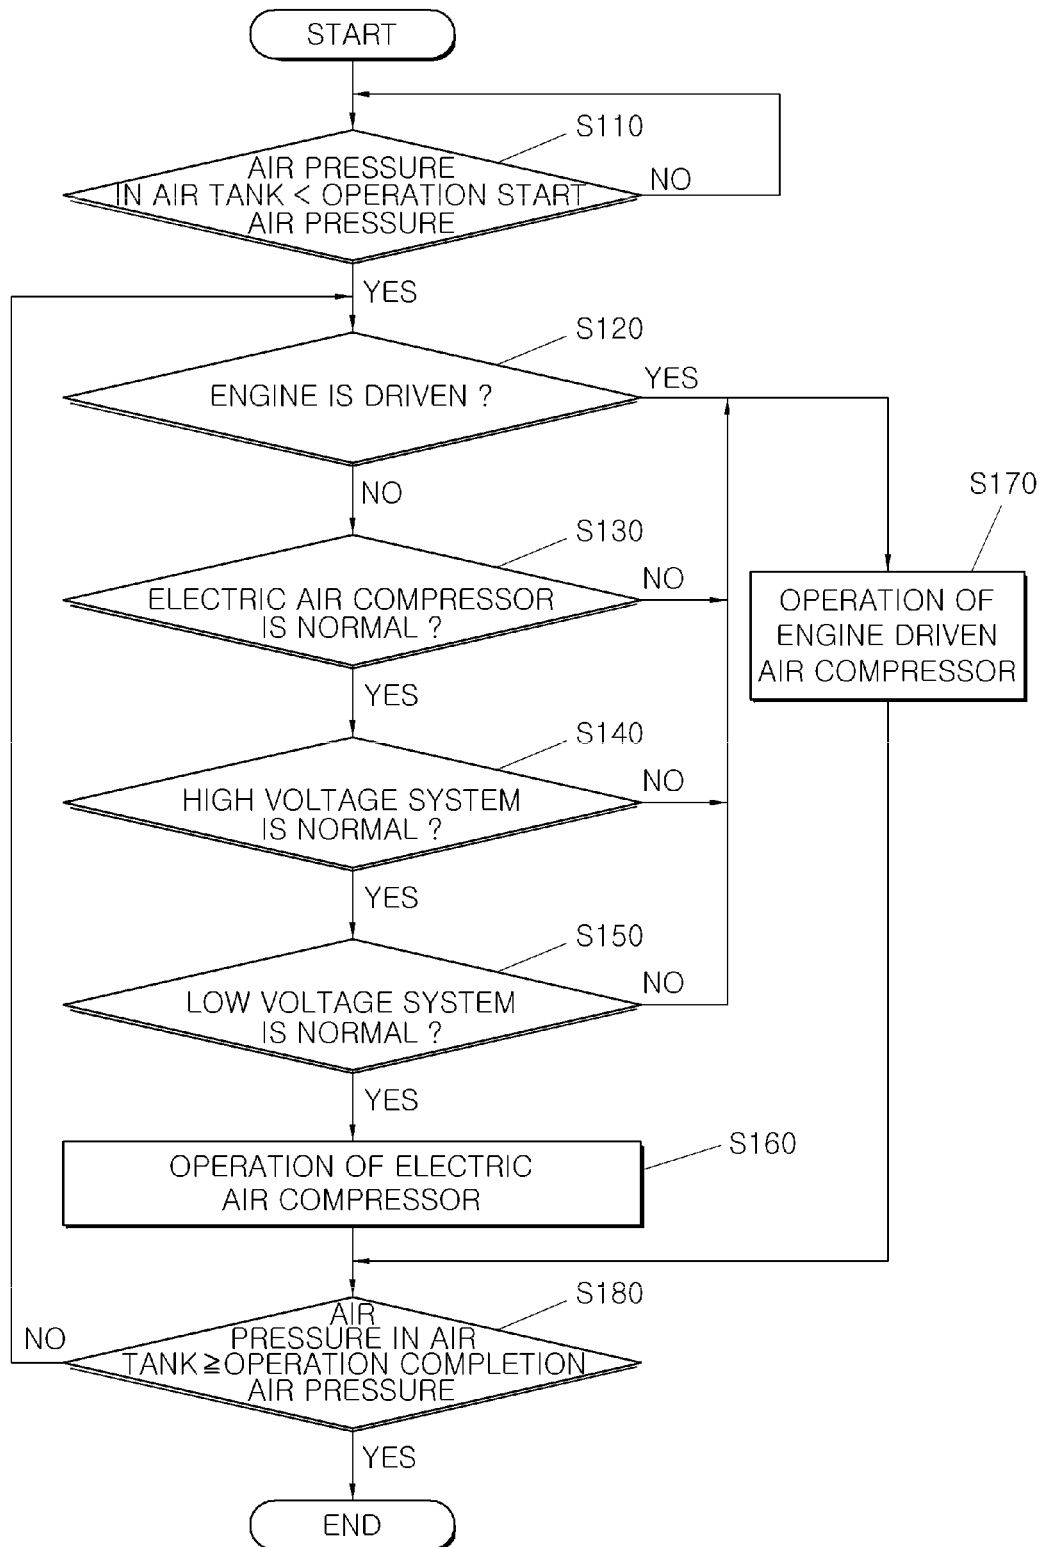 START
S110
AIR PRESSURE
IN AIR TANK < OPERATION START
AIR PRESSURE
NO
YES
S120
ENGINE IS DRIVEN ?
YES
NO
S170
OPERATION OF
ENGINE DRIVEN
AIR COMPRESSOR
S130
ELECTRIC AIR COMPRESSOR
IS NORMAL ?
NO
YES
S140
HIGH VOLTAGE SYSTEM
IS NORMAL ?
NO
YES
S150
LOW VOLTAGE SYSTEM
IS NORMAL ?
NO
YES
S160
OPERATION OF ELECTRIC
AIR COMPRESSOR
S180
AIR
PRESSURE IN AIR
TANK≧OPERATION COMPLETION
AIR PRESSURE
NO
YES
END